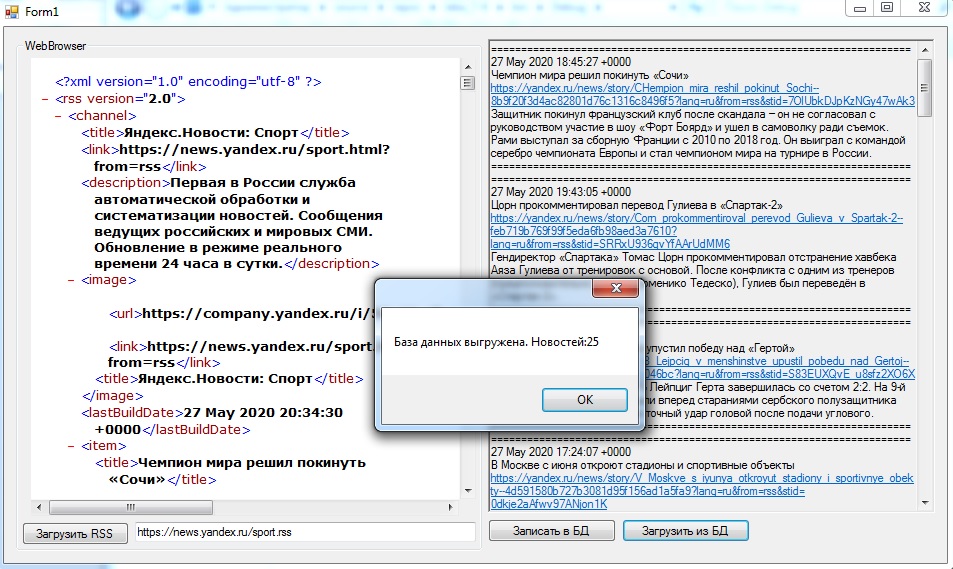 Form1
WebBrowser
<?xml version="1.0" encoding="utf-8" ?>
– <rss version="2.0">
– <channel>
<title>Яндекс.Новости: Спорт</title>
<link>https://news.yandex.ru/sport.html?
from=rss</link>
<description>Первая в России служба
автоматической обработки и
систематизации новостей. Сообщения
ведущих российских и мировых СМИ.
Обновление в режиме реального
времени 24 часа в сутки.</description>
– <image>
<url>https://company.yandex.ru/i/
<link>https://news.yandex.ru/sport.
from=rss</link>
<title>Яндекс.Новости: Спорт</title>
</image>
<lastBuildDate>27 May 2020 20:34:30
+0000</lastBuildDate>
– <item>
<title>Чемпион мира решил покинуть
«Сочи»</title>
Загрузить RSS
https://news.yandex.ru/sport.rss
27 May 2020 18:45:27 +0000
Чемпион мира решил покинуть «Сочи»
https://yandex.ru/news/story/CHempion_mira_reshil_pokinut_Sochi--
8b9f20f3d4ac82801d76c1316c8496f5?lang=ru&from=rss&stid=7OIUbkDJpKzNGy47wAk3
Защитник покинул французский клуб после скандала – он не согласовал с
руководством участие в шоу «Форт Боярд» и ушел в самоволку ради съемок.
Рами выступал за сборную Франции с 2010 по 2018 год. Он выиграл с командой
серебро чемпионата Европы и стал чемпионом мира на турнире в России.
27 May 2020 19:43:05 +0000
Цорн прокомментировал перевод Гулиева в «Спартак-2»
https://yandex.ru/news/story/Corn_prokommentiroval_perevod_Gulieva_v_Spartak-2--
feb719b769f99f5eda6fb98aed3a7610?
lang=ru&from=rss&stid=SRRxU936qvYfAArUdMM6
Гендиректор «Спартака» Томас Цорн прокомментировал отстранение хавбека
Аяза Гулиева от тренировок с основой. После конфликта с одним из тренеров
оменико Тедеско), Гулиев был переведён в
упустил победу над «Гертой»
_Lejpcig_v_menshinstve_upustil_pobedu_nad_Gertoj--
046bc?lang=ru&from=rss&stid=S83EUXQvE_u8sfz2XO6X
Лейпциг Герта завершилась со счетом 2:2. На 9-й
ли вперед стараниями сербского полузащитника
точный удар головой после подачи углового.
27 May 2020 17:24:07 +0000
В Москве с июня откроют стадионы и спортивные объекты
https://yandex.ru/news/story/V_Moskve_s_iyunya_otkroyut_stadiony_i_sportivnye_obek
ty--4d591580b727b3081d95f156ad1a5fa9?lang=ru&from=rss&stid=
0dkje2aAfwv97ANjon1K
Записать в БД
Загрузить из БД
База данных выгружена. Новостей:25
OK